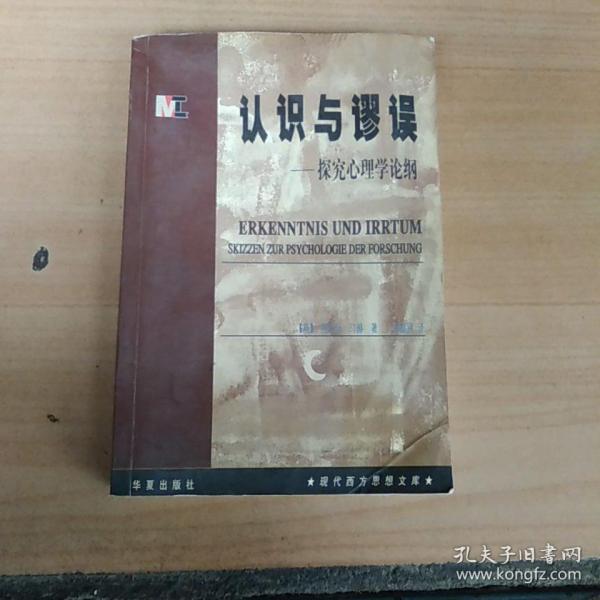 认识与谬误
——探究心理学论纲
ERKENNTNIS UND IRRTUM
SKIZZEN ZUR PSYCHOLOGIE DER FORSCHUNG
著
译
华夏出版社
★现代西方思想文库★
孔夫子旧书网
www.kongfz.com